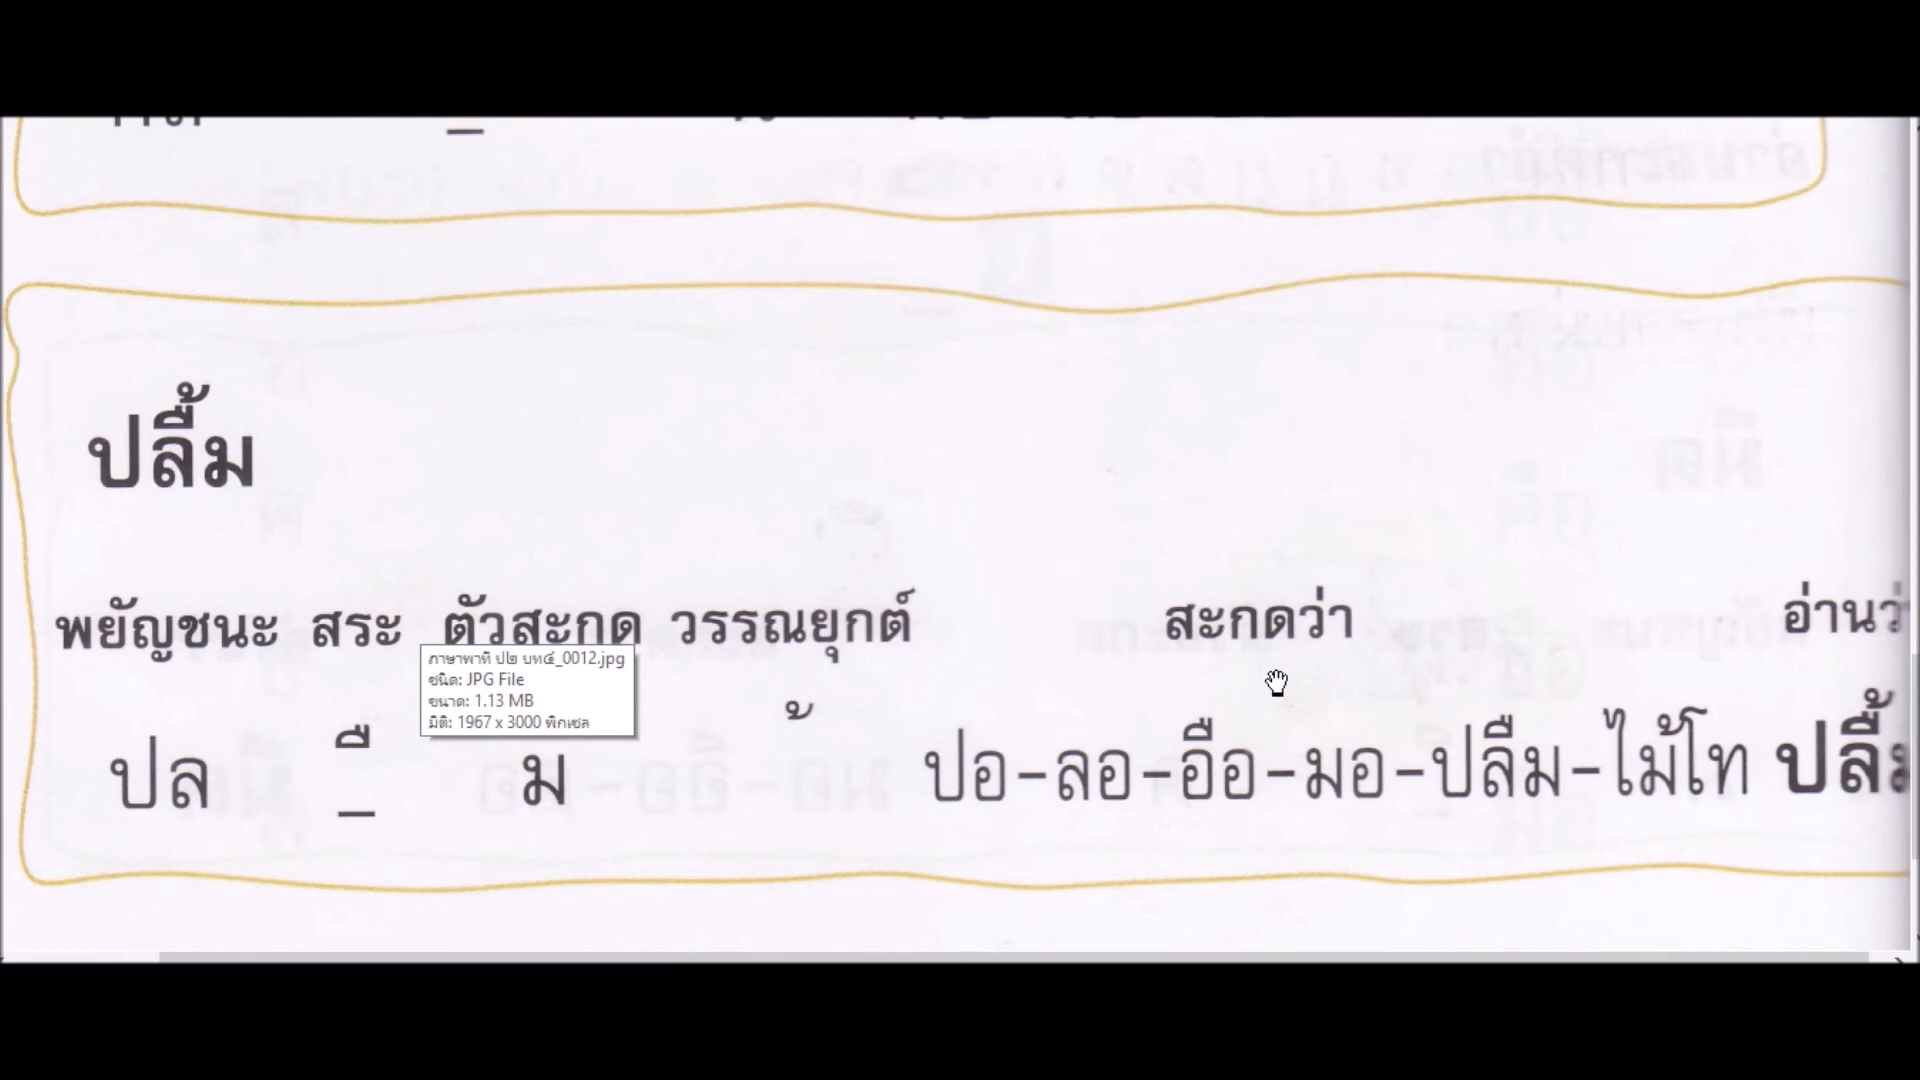 ปลื้ม
พยัญชนะ สระ ตัวสะกด วรรณยุกต์ สะกดว่า อ่านว่
ภาษาพาที ป๒ บท๔_0012.jpg
ชนิด: JPG File
ขนาด: 1.13 MB
มิติ: 1967 x 3000 พิกเซล
ปล –ื ม ้ ปอ-ลอ-อือ-มอ-ปลืม-ไม้โท ปลื้ม